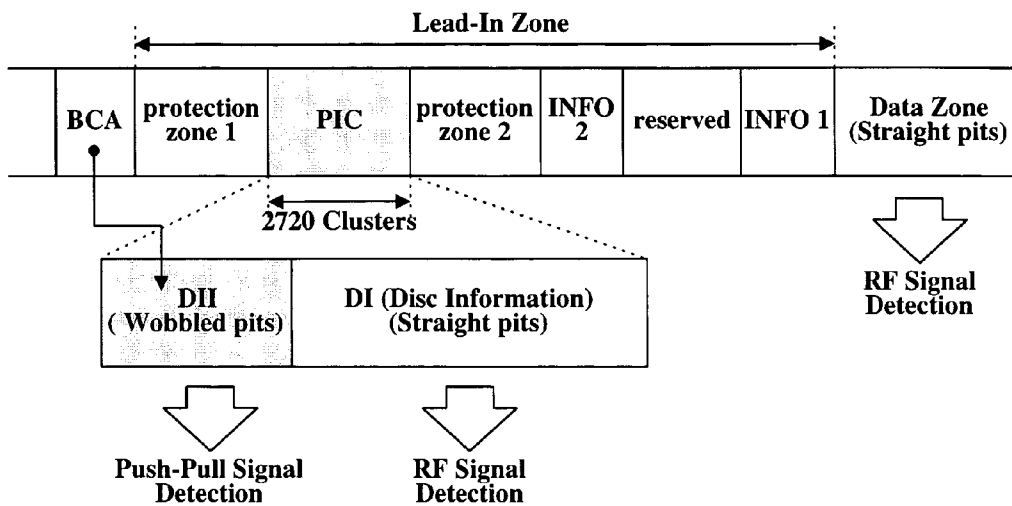 Lead-In Zone
BCA
protection
zone 1
PIC
protection
zone 2
INFO
2
reserved
INFO 1
Data Zone
(Straight pits)
2720 Clusters
DII
( Wobbled pits)
DI (Disc Information)
(Straight pits)
RF Signal
Detection
Push-Pull Signal
Detection
RF Signal
Detection